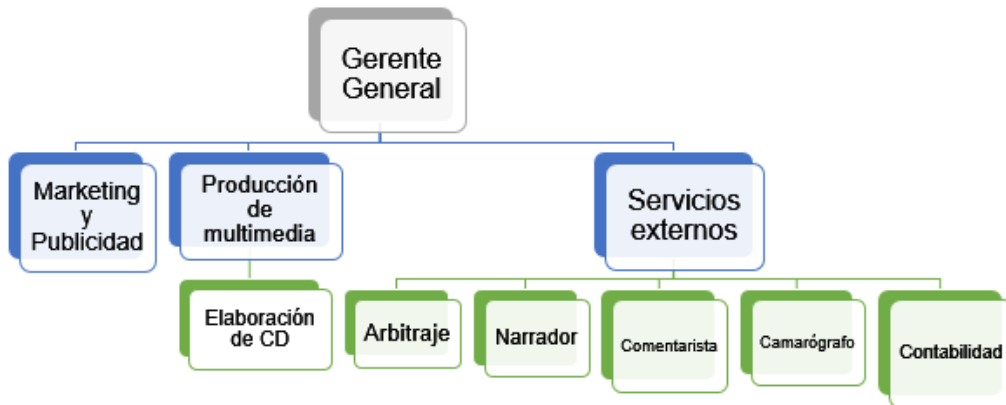 Gerente
General
Marketing
y
Publicidad
Producción
de
multimedia
Servicios
externos
Elaboración
de CD
Arbitraje
Narrador
Comentarista
Camarógrafo
Contabilidad